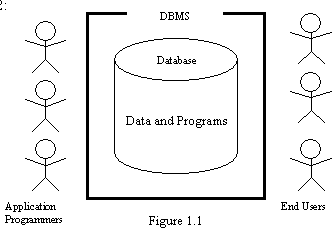 2:
DBMS
Database
Data and Programs
Application
Programmers
End Users
Figure 1.1